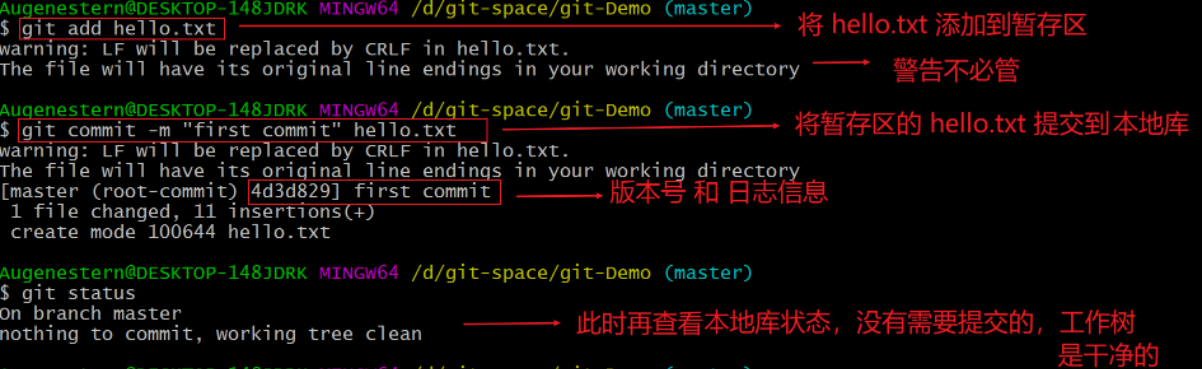 Augenestern@DESKTOP-148JDRK MINGW64 /d/git-space/git-Demo (master)
$ git add hello.txt
将 hello.txt 添加到暂存区
warning: LF will be replaced by CRLF in hello.txt.
The file will have its original line endings in your working directory
警告不必管
Augenestern@DESKTOP-148JDRK MINGW64 /d/git-space/git-Demo (master)
$ git commit -m "first commit" hello.txt
将暂存区的 hello.txt 提交到本地库
warning: LF will be replaced by CRLF in hello.txt.
The file will have its original line endings in your working directory
[master (root-commit) 4d3d829] first commit
版本号 和 日志信息
1 file changed, 11 insertions(+)
create mode 100644 hello.txt
Augenestern@DESKTOP-148JDRK MINGW64 /d/git-space/git-Demo (master)
$ git status
On branch master
nothing to commit, working tree clean
此时再查看本地库状态，没有需要提交的，工作树
是干净的